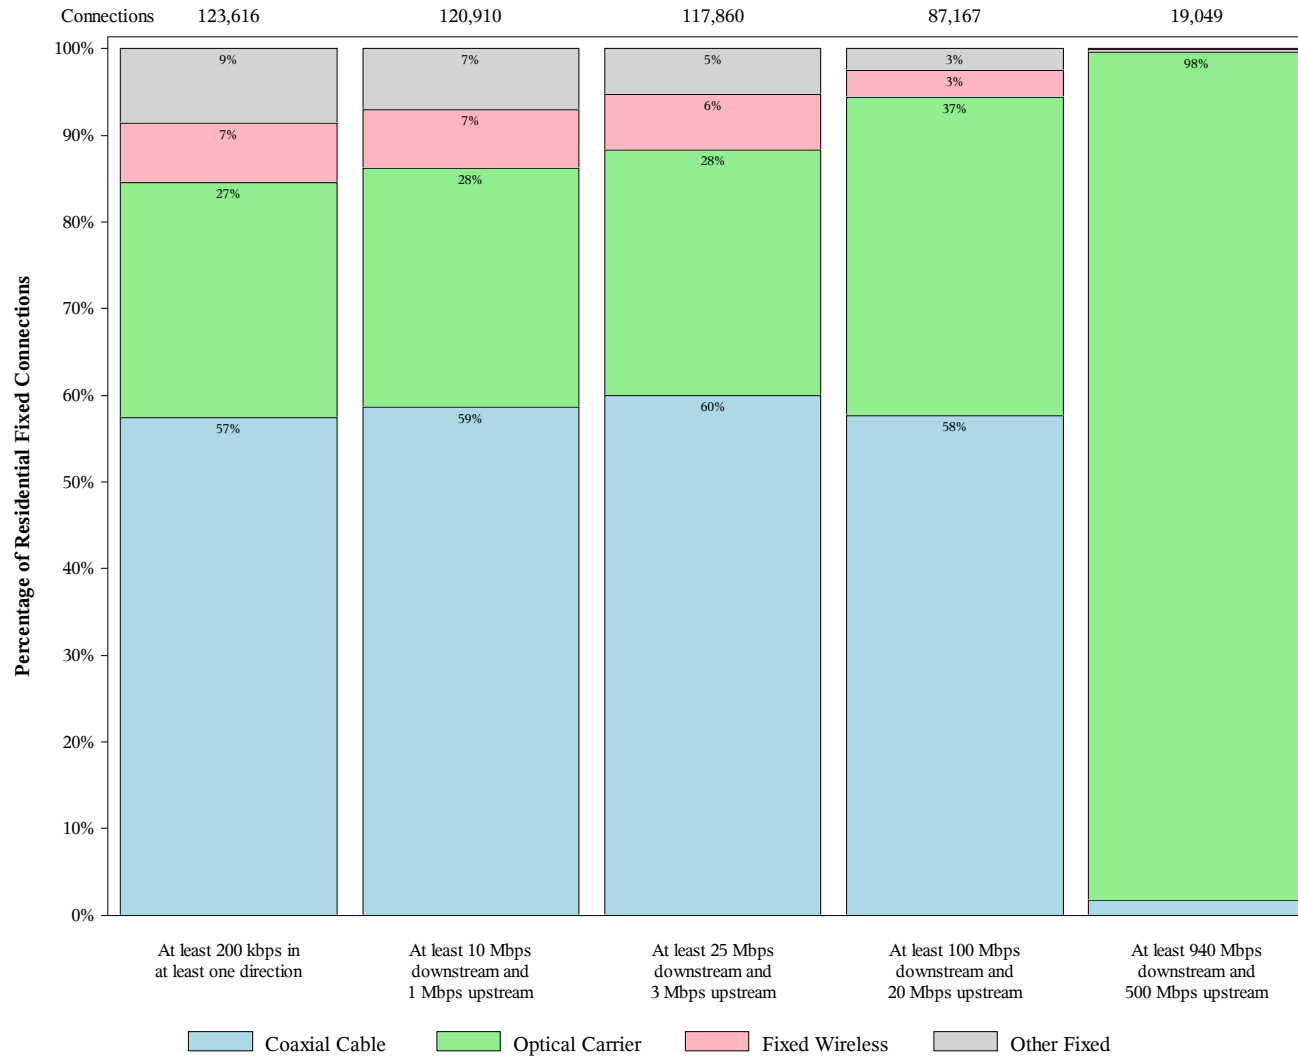 Connections 123,616 120,910 117,860 87,167 19,049
100%
90%
80%
70%
60%
50%
40%
30%
20%
10%
0%
Percentage of Residential Fixed Connections
9% 7% 5% 3% 98%
7% 7% 6% 3%
27% 28% 28% 37%
57% 59% 60% 58%
At least 200 kbps in
at least one direction
At least 10 Mbps
downstream and
1 Mbps upstream
At least 25 Mbps
downstream and
3 Mbps upstream
At least 100 Mbps
downstream and
20 Mbps upstream
At least 940 Mbps
downstream and
500 Mbps upstream
Coaxial Cable Optical Carrier Fixed Wireless Other Fixed